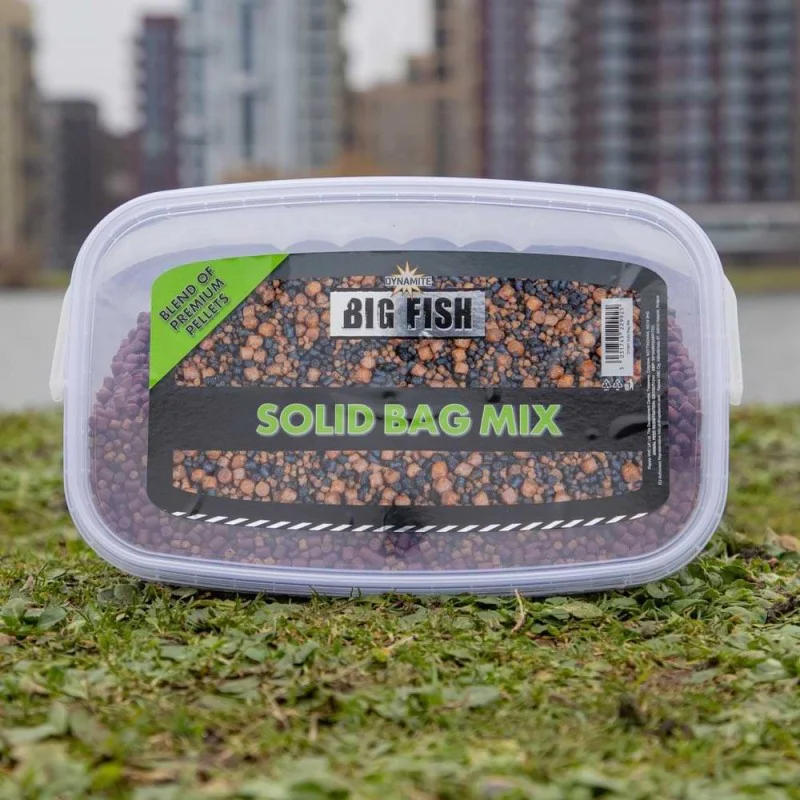 BLEND OF
PREMIUM
PELLETS
DYNAMITE
BIG FISH
SOLID BAG MIX